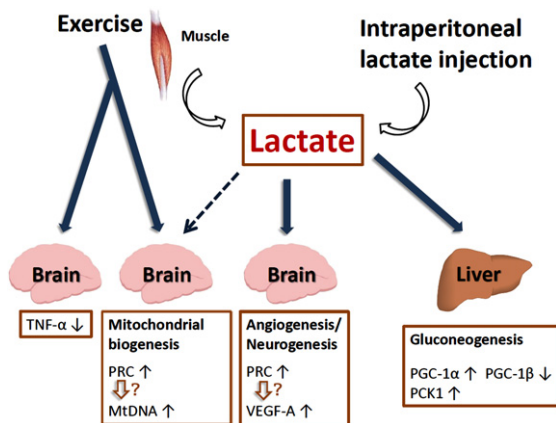 Exercise
Muscle
Intraperitoneal
lactate injection
Lactate
Brain
Brain
Brain
Liver
TNF-α ↓
Mitochondrial
biogenesis
PRC ↑
?
MtDNA ↑
Angiogenesis/
Neurogenesis
PRC ↑
?
VEGF-A ↑
Gluconeogenesis
PGC-1α ↑ PGC-1β ↓
PCK1 ↑